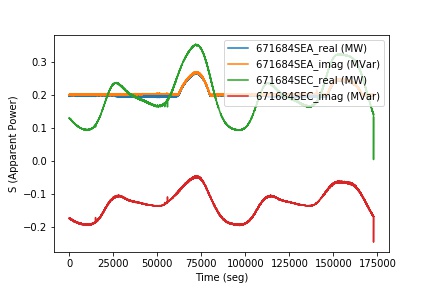 671684SEA_real (MW)
671684SEA_imag (MVar)
671684SEC_real (MW)
671684SEC_imag (MVar)
0.3
0.2
0.1
0.0
−0.1
−0.2
S (Apparent Power)
0 25000 50000 75000 100000 125000 150000 175000
Time (seg)